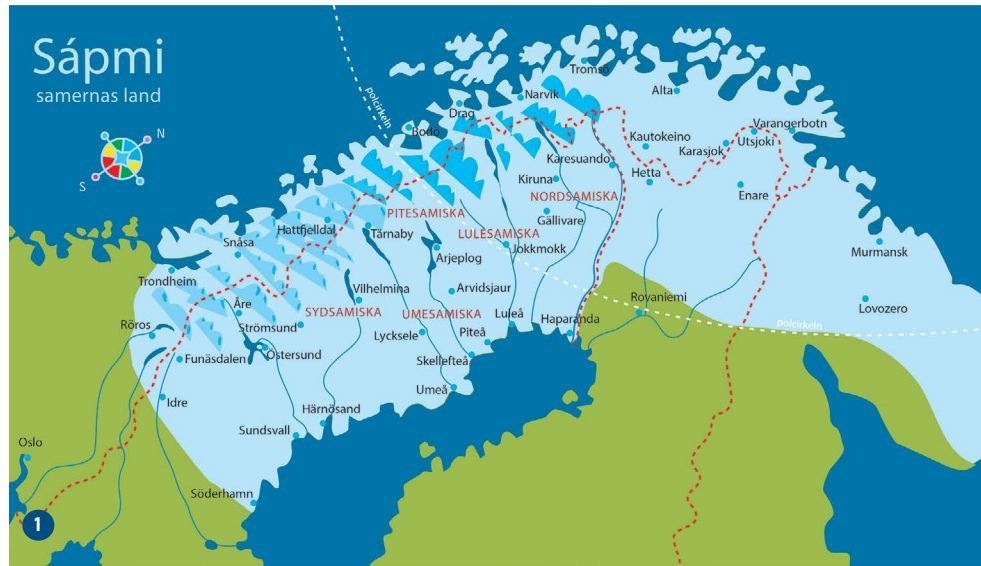 Sápmi
samernas land
N
S
polcirkeln
Tromsö
Alta
Narvik
Drag
Bodö
Varangerbotn
Kautokeino
Utsjoki
Karasjok
Karesuando
Hetta
Kiruna
Enare
NORDSAMISKA
PITESAMISKA
Gällivare
Hattfjelldal
Tärnaby
LULESAMISKA
Snåsa
Jokkmokk
Arjeplog
Murmansk
Trondheim
Vilhelmina
Arvidsjaur
Rovaniemi
Lovozero
Åre
SYDSAMISKA
UMESAMISKA
Luleå
Haparanda
polcirkeln
Röros
Strömsund
Lycksele
Piteå
Funäsdalen
Östersund
Skellefteå
Umeå
Idre
Härnösand
Sundsvall
Oslo
Söderhamn
1